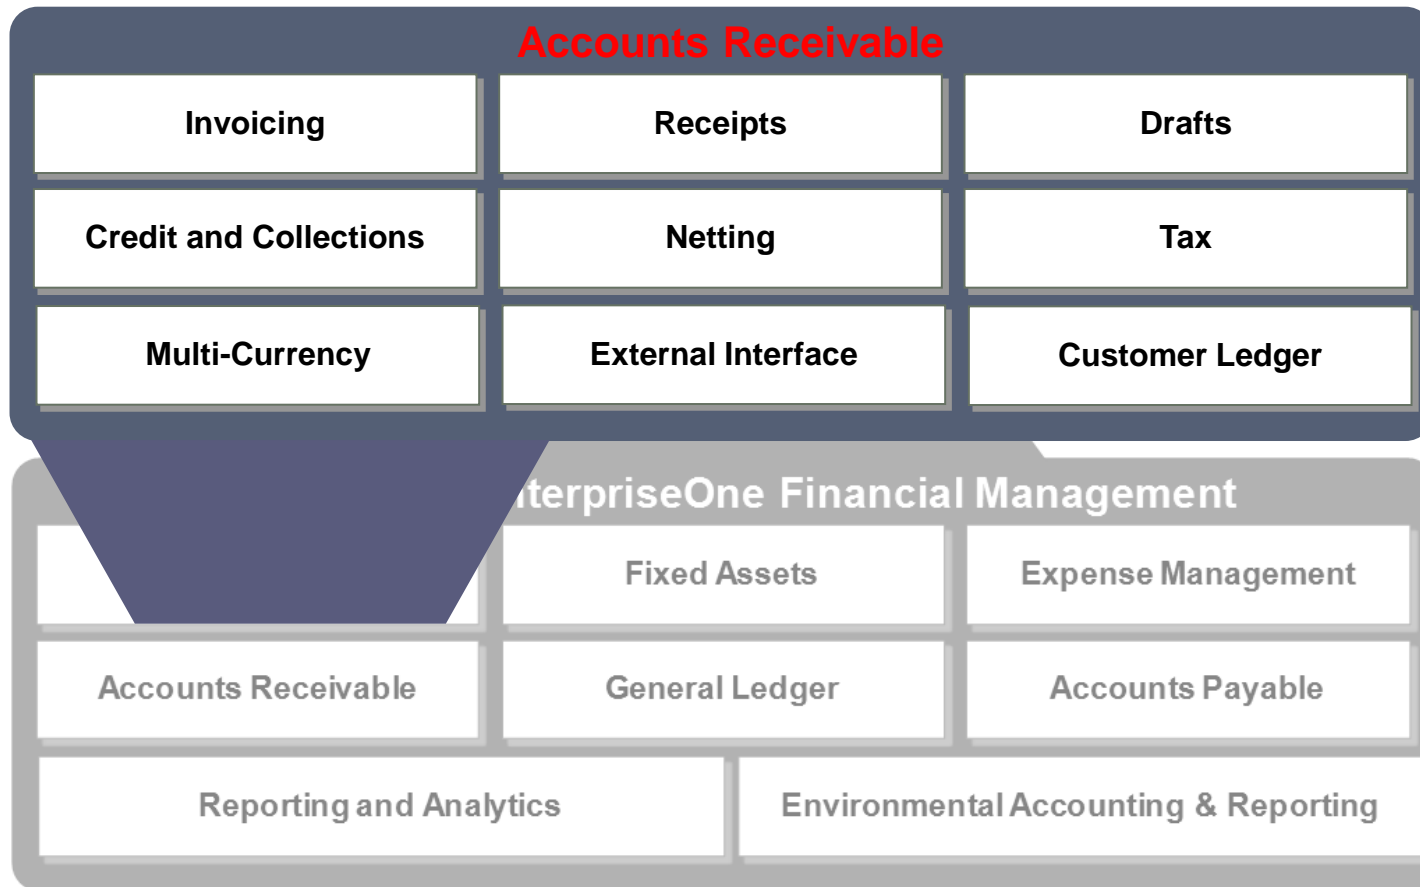 Accounts Receivable
Invoicing
Receipts
Drafts
Credit and Collections
Netting
Tax
Multi-Currency
External Interface
Customer Ledger
terpriseOne Financial Management
Fixed Assets
Expense Management
Accounts Receivable
General Ledger
Accounts Payable
Reporting and Analytics
Environmental Accounting & Reporting